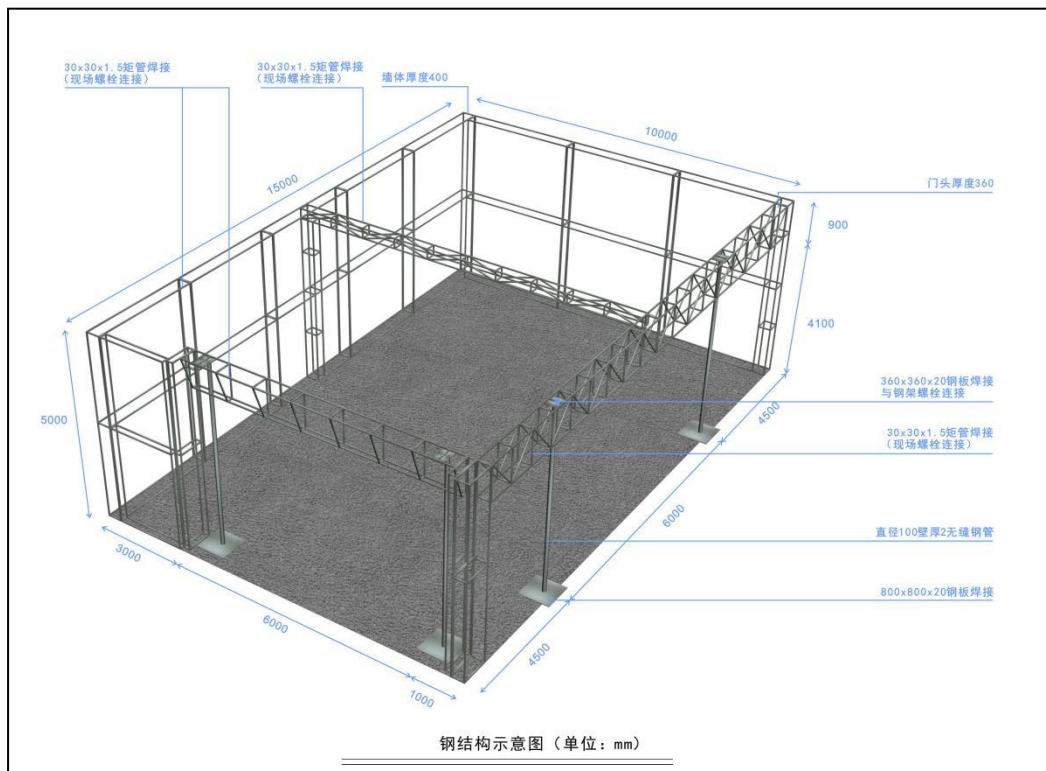 30x30x1.5矩管焊接
(现场螺栓连接)
30x30x1.5矩管焊接
(现场螺栓连接)
墙体厚度400
10000
15000
门头厚度360
900
4100
5000
360x360x20钢板焊接
与钢架螺栓连接
4500
30x30x1.5矩管焊接
(现场螺栓连接)
6000
直径100壁厚2无缝钢管
3000
800x800x20钢板焊接
6000
4500
1000
钢结构示意图(单位: mm)